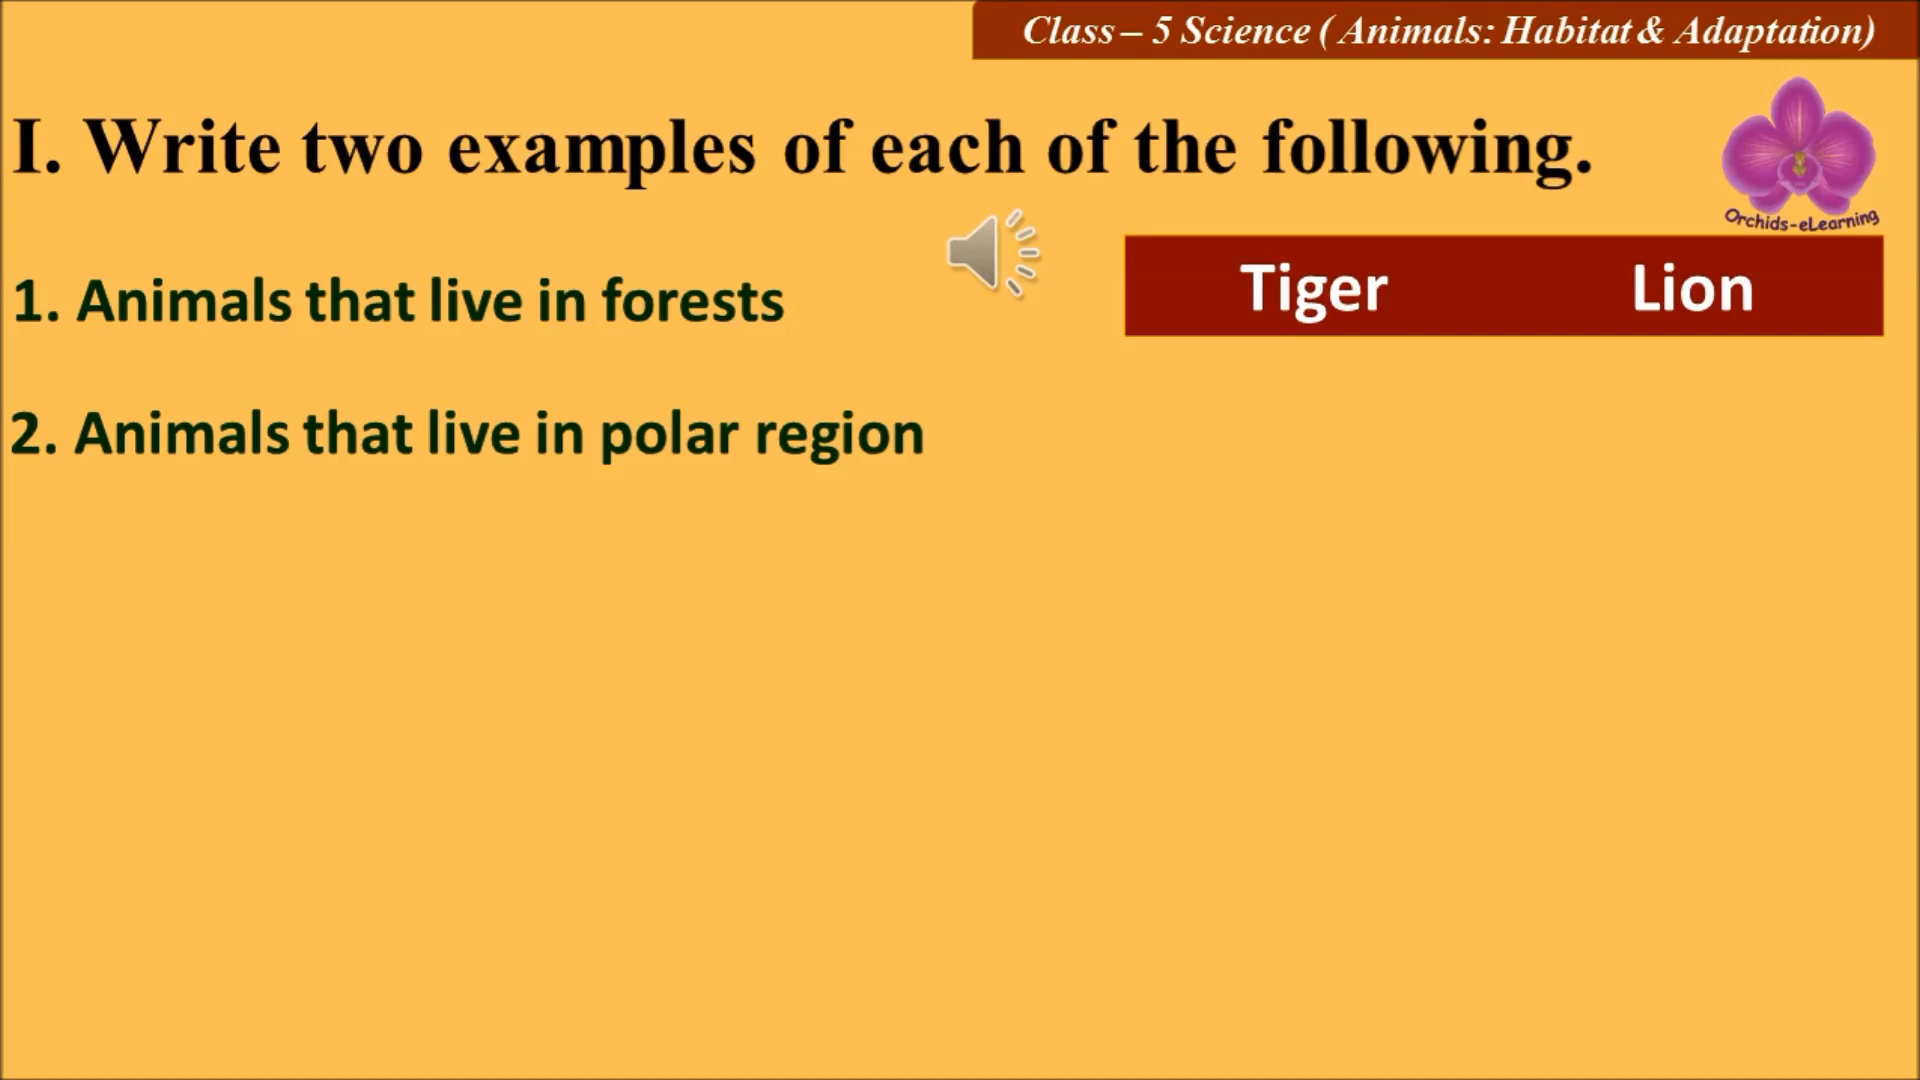 Class – 5 Science ( Animals: Habitat & Adaptation)
I. Write two examples of each of the following.
Orchids-eLearning
1. Animals that live in forests
Tiger Lion
2. Animals that live in polar region